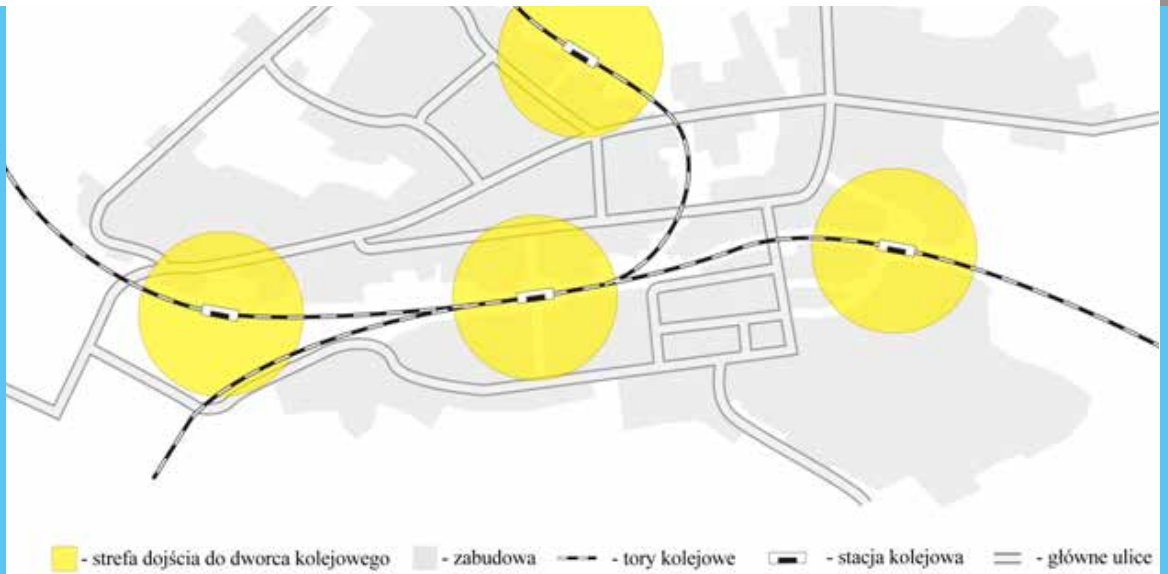 - strefa dojścia do dworca kolejowego - zabudowa - tory kolejowe - stacja kolejowa - główne ulice